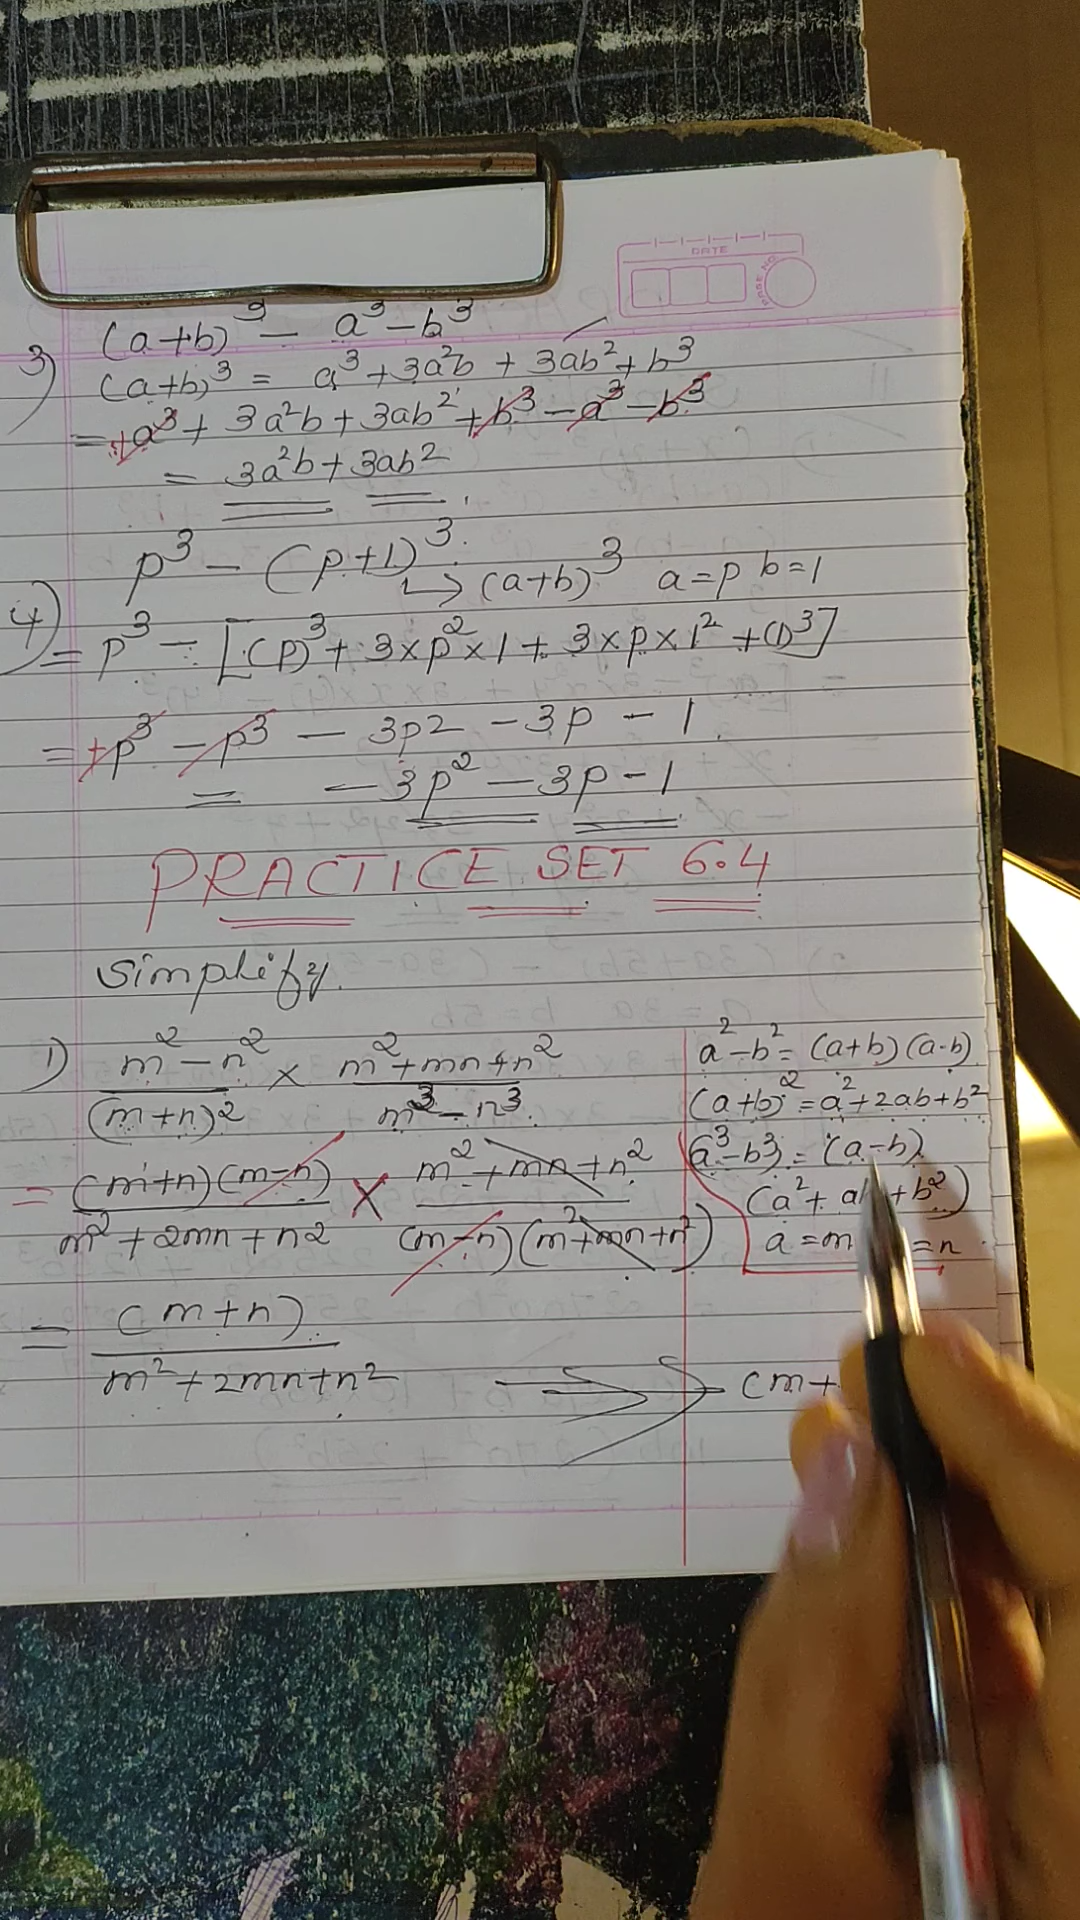 DATE
PAGE NO
(a+b)³ - a³-b³
3) (a+b)³ = a³+3a²b + 3ab²+b³
= +a³+ 3a²b+3ab²+b³-a³-b³
= 3a²b+3ab²
4) p³ - (p+1)³
↳(a+b)³ a=p b=1
= p³ - [(p)³+ 3×p²×1+ 3×p×1² +(1)³]
= +p³ - p³ - 3p2 -3p - 1
= -3p²-3p-1
PRACTICE SET 6.4
Simplify.
1) m²-n²/(m+n)2 × m²+mn+n²/m³-n³
= (m+n)(m-n)/m²+2mn+n2 × m²+mn+n²/(m-n)(m²+mn+n²)
= (m+n)/m²+2mn+n² ⇒ (m+
a²-b²= (a+b)(a-b)
(a+b)²=a²+2ab+b²
a³-b³ = (a-b)
(a²+ a +b²)
a=m =n